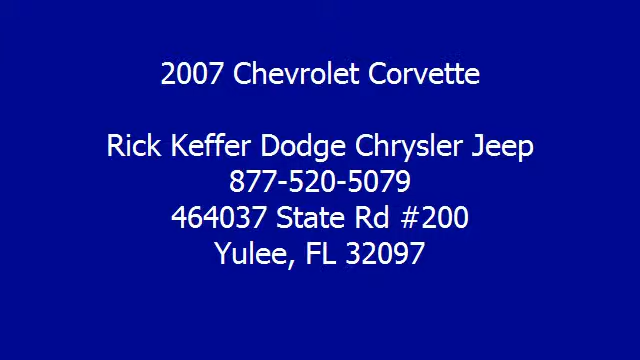 2007 Chevrolet Corvette
Rick Keffer Dodge Chrysler Jeep
877-520-5079
464037 State Rd #200
Yulee, FL 32097